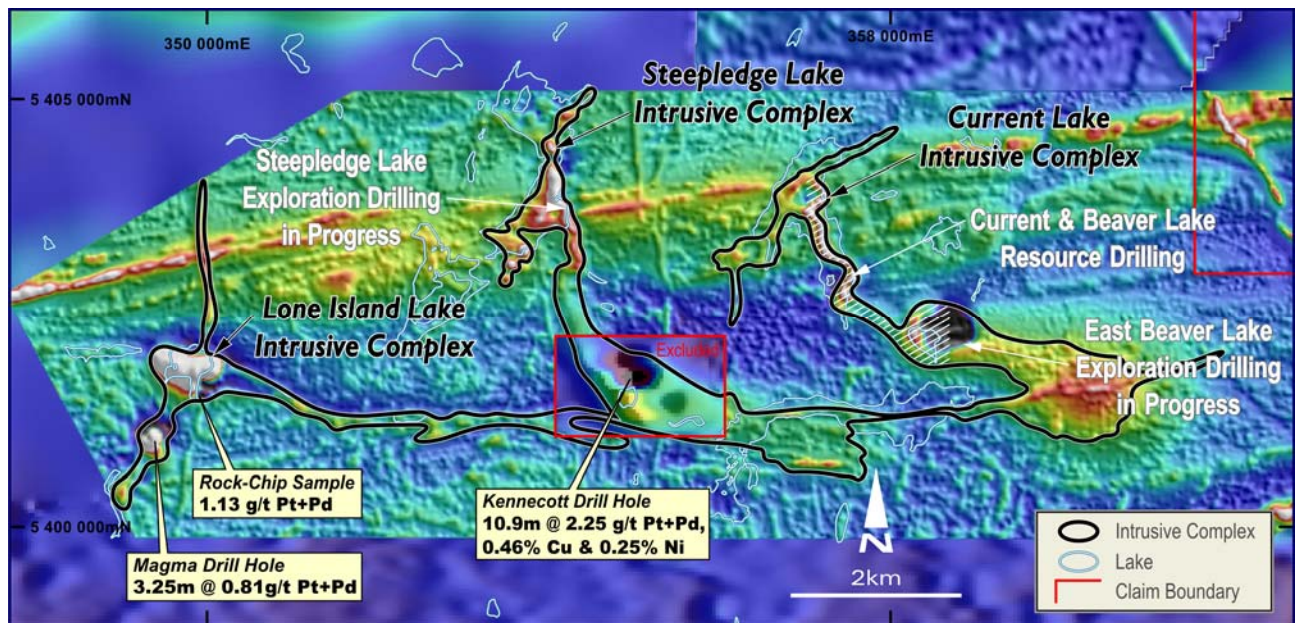 350 000mE
358 000mE
5 405 000mN
Steepledge Lake
Intrusive Complex
Current Lake
Intrusive Complex
Steepledge Lake
Exploration Drilling
in Progress
Current & Beaver Lake
Resource Drilling
Lone Island Lake
Intrusive Complex
Excluded
East Beaver Lake
Exploration Drilling
in Progress
Rock-Chip Sample
1.13 g/t Pt+Pd
Kennecott Drill Hole
10.9m @ 2.25 g/t Pt+Pd,
0.46% Cu & 0.25% Ni
5 400 000mN
Magma Drill Hole
3.25m @ 0.81g/t Pt+Pd
N
2km
Intrusive Complex
Lake
Claim Boundary